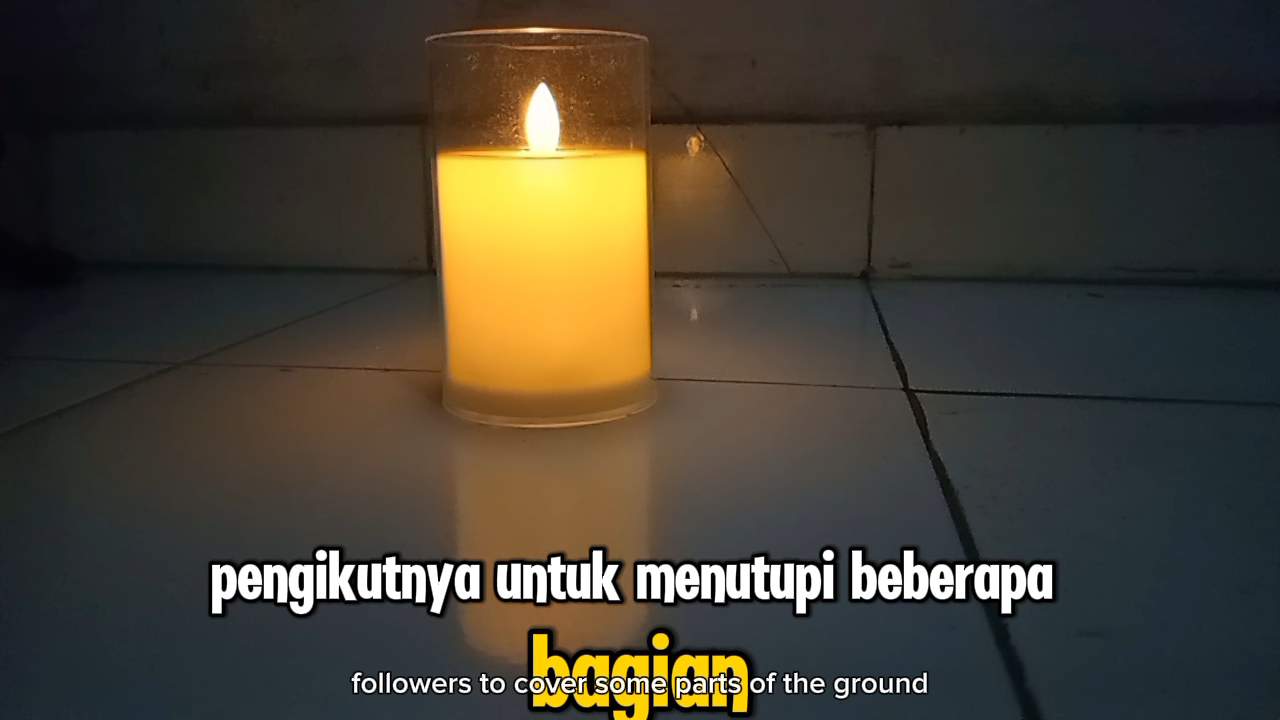 pengikutnya untuk menutupi beberapa
bagian
followers to cover some parts of the ground